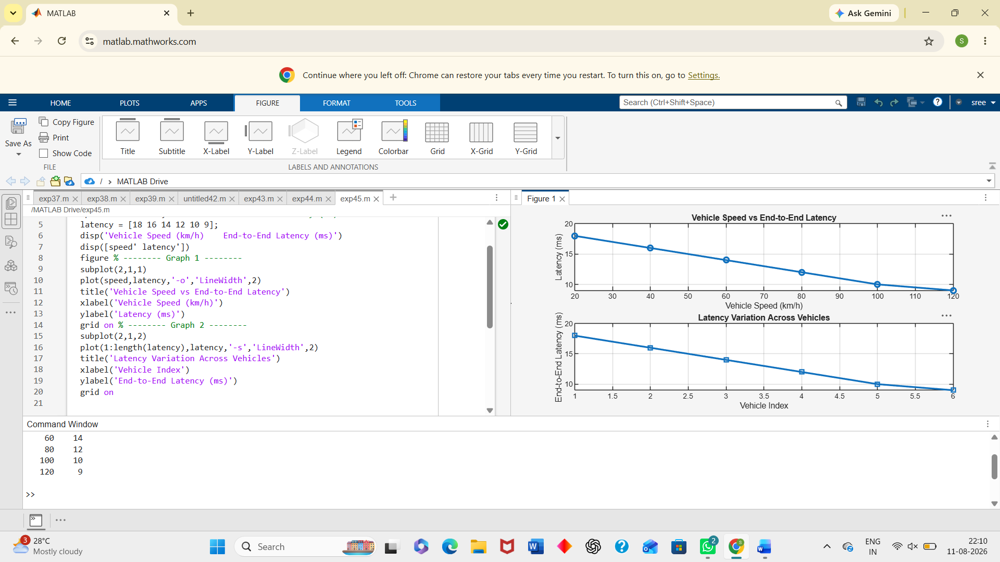 MATLAB
Ask Gemini
matlab.mathworks.com
S
Continue where you left off: Chrome can restore your tabs every time you restart. To turn this on, go to Settings.
HOME PLOTS APPS FIGURE FORMAT TOOLS
Search (Ctrl+Shift+Space)
sree
Save As
Copy Figure
Print
Show Code
FILE
Title Subtitle X-Label Y-Label Z-Label Legend Colorbar Grid X-Grid Y-Grid
LABELS AND ANNOTATIONS
/ › MATLAB Drive
exp37.m exp38.m exp39.m untitled42.m exp43.m exp44.m exp45.m
/MATLAB Drive/exp45.m
5 latency = [18 16 14 12 10 9];
6 disp('Vehicle Speed (km/h)    End-to-End Latency (ms)')
7 disp([speed' latency'])
8 figure % -------- Graph 1 --------
9 subplot(2,1,1)
10 plot(speed,latency,'-o','LineWidth',2)
11 title('Vehicle Speed vs End-to-End Latency')
12 xlabel('Vehicle Speed (km/h)')
13 ylabel('Latency (ms)')
14 grid on % -------- Graph 2 --------
15 subplot(2,1,2)
16 plot(1:length(latency),latency,'-s','LineWidth',2)
17 title('Latency Variation Across Vehicles')
18 xlabel('Vehicle Index')
19 ylabel('End-to-End Latency (ms)')
20 grid on
21
Figure 1
Vehicle Speed vs End-to-End Latency
Latency (ms)
20
15
10
20 30 40 50 60 70 80 90 100 110 120
Vehicle Speed (km/h)
Latency Variation Across Vehicles
End-to-End Latency (ms)
20
15
10
1 1.5 2 2.5 3 3.5 4 4.5 5 5.5 6
Vehicle Index
Command Window
60 14
80 12
100 10
120 9
>>
3
28°C
Mostly cloudy
Search
2
ENG
IN
22:10
11-08-2026